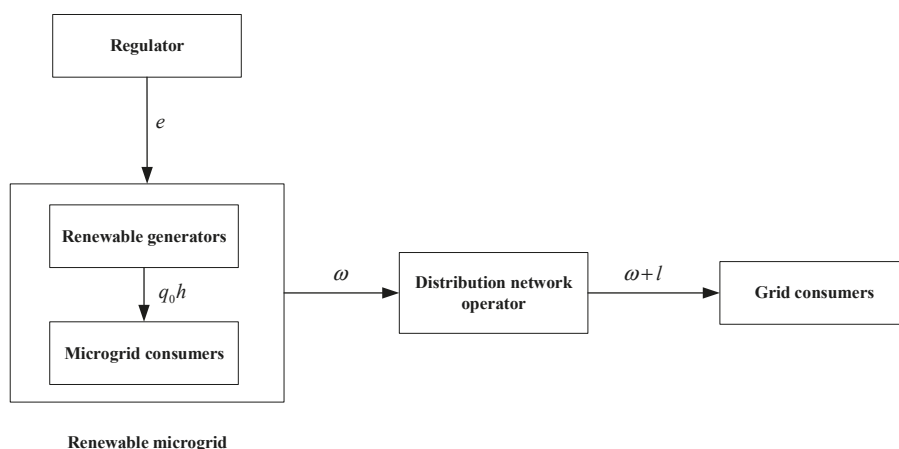 Regulator
e
Renewable generators
q₀h
Microgrid consumers
Renewable microgrid
ω
Distribution network
operator
ω+l
Grid consumers